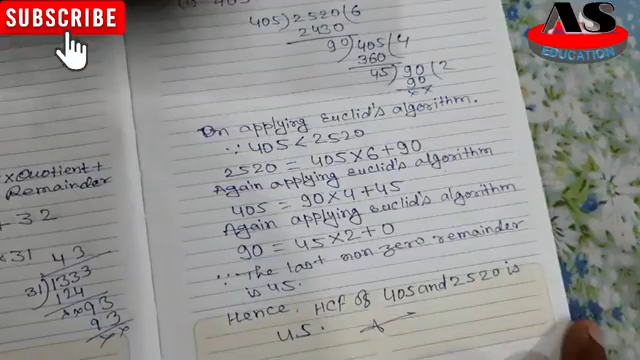 SUBSCRIBE
AS
EDUCATION
405)2520(6
2430
90)405(4
360
45)90(2
90
××
On applying Euclid's algorithm.
∵ 405<2520
2520 = 405×6+90
Again applying Euclid's algorithm
405 = 90×4+45
Again applying Euclid's algorithm
90 = 45×2+0
∵ The last non zero remainder
is 45.
Hence. HCF of 405 and 2520 is
45.
×Quotient+
Remainder
+ 32
×31
43
31)1333
124
××93
93
××